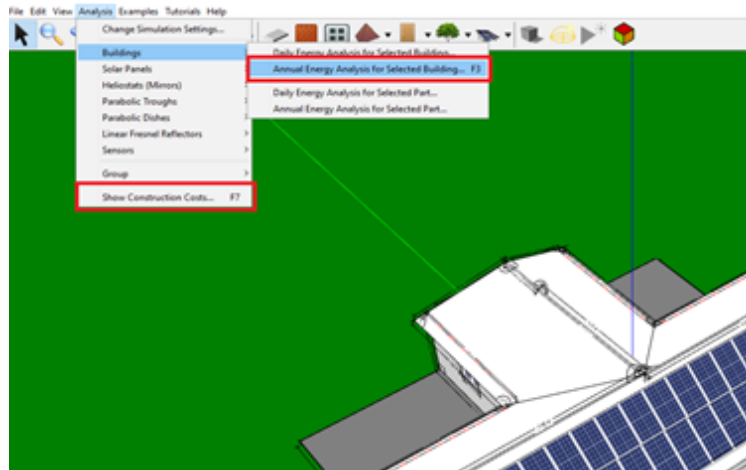 File Edit View Analysis Examples Tutorials Help
Change Simulation Settings...
Buildings
Solar Panels
Heliostats (Mirrors)
Parabolic Troughs
Parabolic Dishes
Linear Fresnel Reflectors
Sensors
Group
Show Construction Costs... F7
Daily Energy Analysis for Selected Building...
Annual Energy Analysis for Selected Building... F3
Daily Energy Analysis for Selected Part...
Annual Energy Analysis for Selected Part...